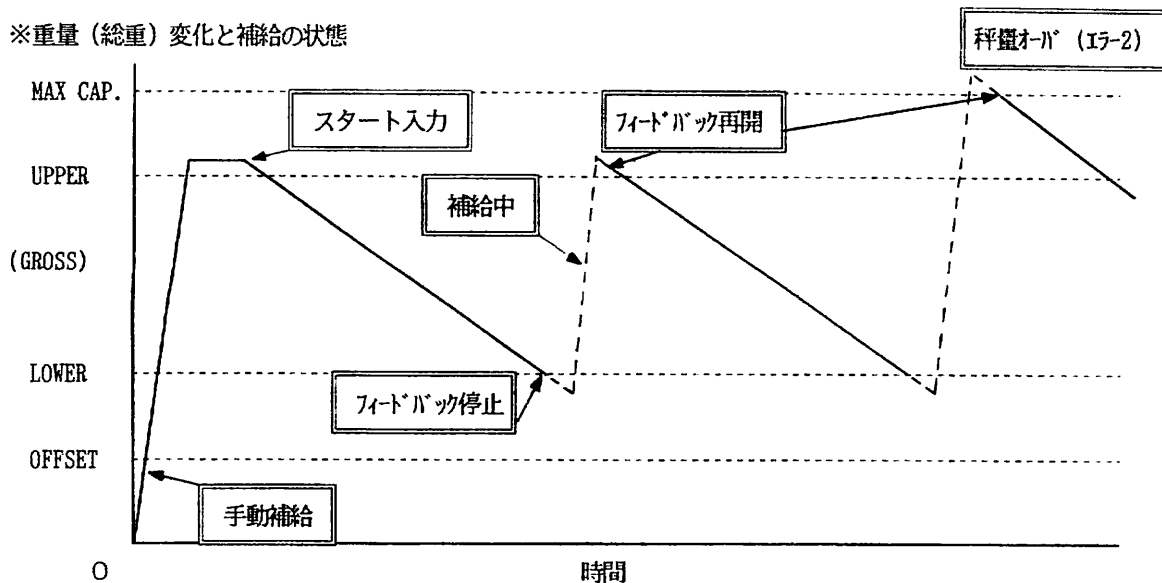 ※重量（総重）変化と補給の状態
秤量ｵｰﾊﾞ（ｴﾗｰ2）
MAX CAP.
スタート入力
ﾌｨｰﾄﾞﾊﾞｯｸ再開
UPPER
補給中
(GROSS)
LOWER
ﾌｨｰﾄﾞﾊﾞｯｸ停止
OFFSET
手動補給
0
時間